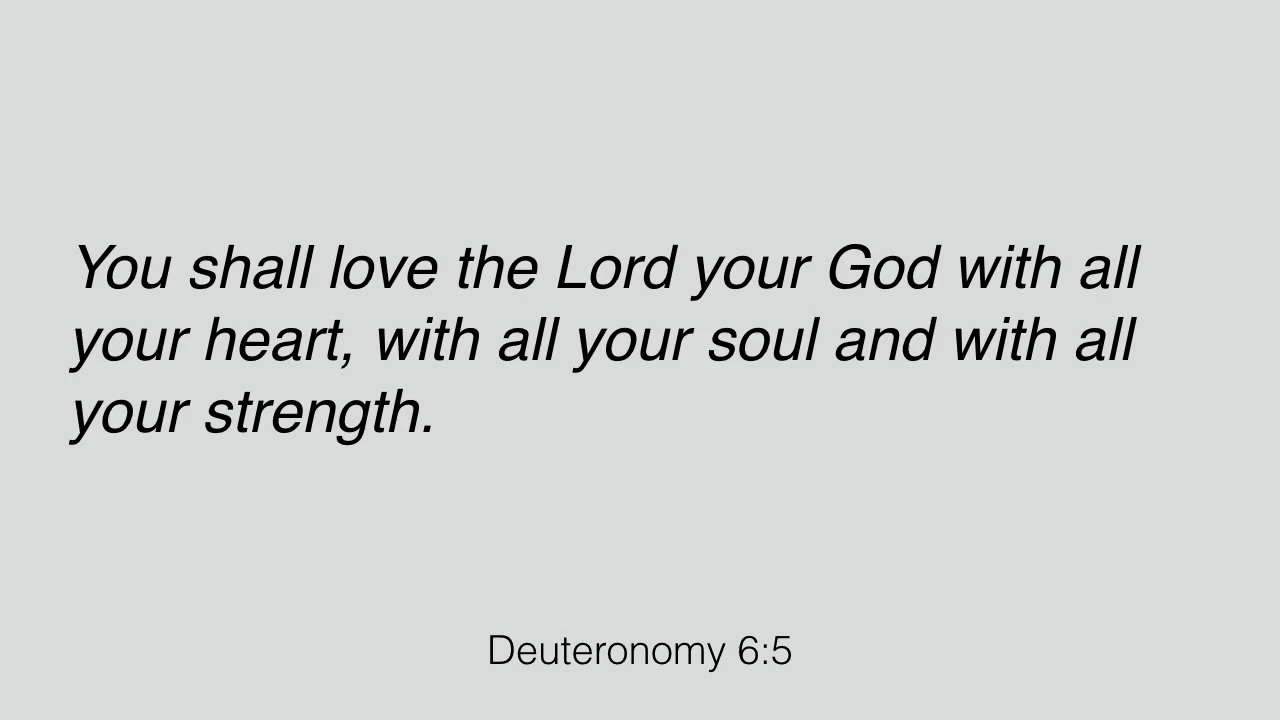 You shall love the Lord your God with all
your heart, with all your soul and with all
your strength.
Deuteronomy 6:5